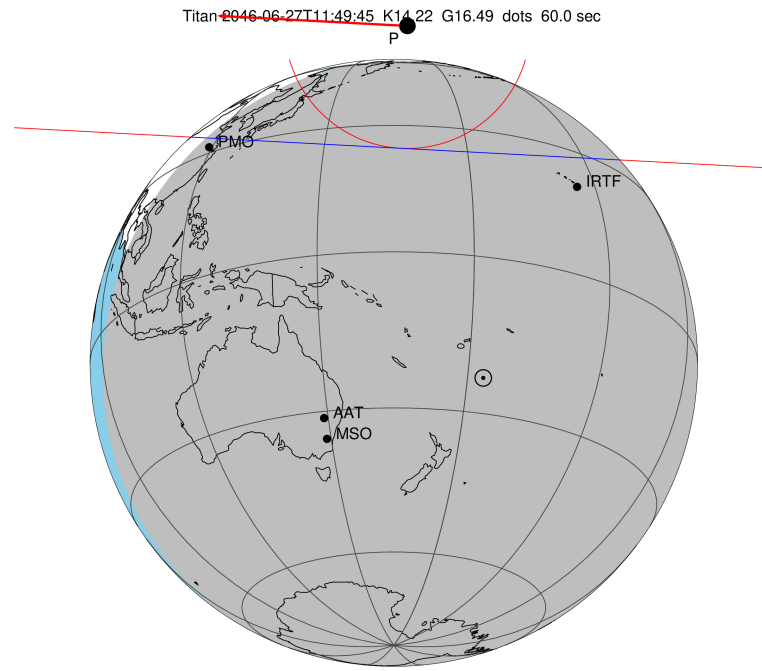 Titan 2046-06-27T11:49:45 K14.22 G16.49 dots 60.0 sec
P
PMO
IRTF
AAT
MSO